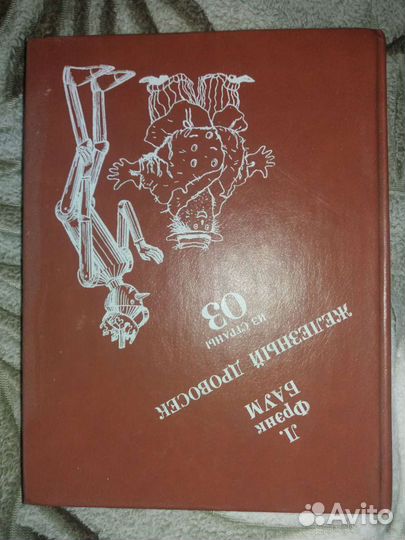 Л.
Фрэнк
БАУМ
ЖЕЛЕЗНЫЙ ДРОВОСЕК
ИЗ СТРАНЫ
ОЗ
Avito